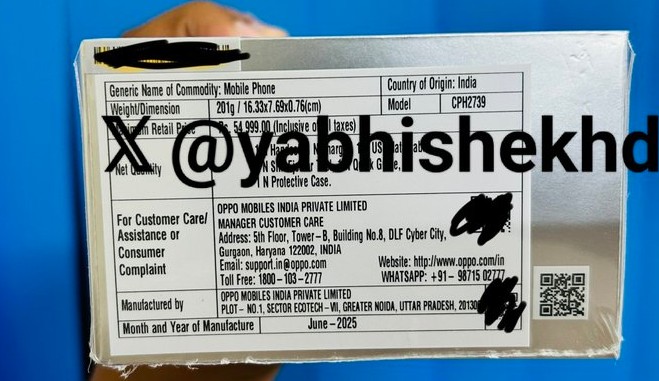 Generic Name of Commodity: Mobile Phone
Country of Origin: India
Weight/Dimension
201g / 16.33x7.69x0.76(cm)
Model
CPH2739
Maximum Retail Price
Rs. 54,999.00 (Inclusive of all taxes)
X @yabhishekhd
Net Quantity
1 N Protective Case.
For Customer Care/
Assistance or
Consumer
Complaint
OPPO MOBILES INDIA PRIVATE LIMITED
MANAGER CUSTOMER CARE
Address: 5th Floor, Tower-B, Building No.8, DLF Cyber City,
Gurgaon, Haryana 122002, INDIA
Email: support.in@oppo.com
Website: http://www.oppo.com/in
Toll Free: 1800-103-2777
WHATSAPP: +91- 98715 02777
Manufactured by
OPPO MOBILES INDIA PRIVATE LIMITED
PLOT- NO.1, SECTOR ECOTECH-VII, GREATER NOIDA, UTTAR PRADESH,
Month and Year of Manufacture
June-2025